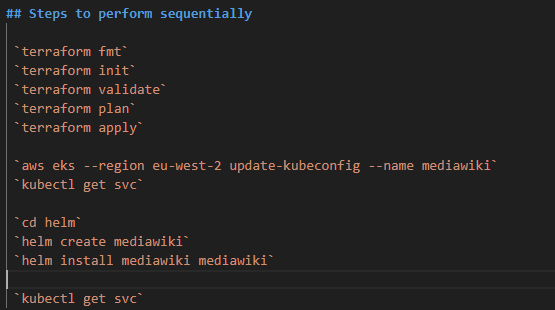 ## Steps to perform sequentially
`terraform fmt`
`terraform init`
`terraform validate`
`terraform plan`
`terraform apply`
`aws eks --region eu-west-2 update-kubeconfig --name mediawiki`
`kubectl get svc`
`cd helm`
`helm create mediawiki`
`helm install mediawiki mediawiki`
`kubectl get svc`